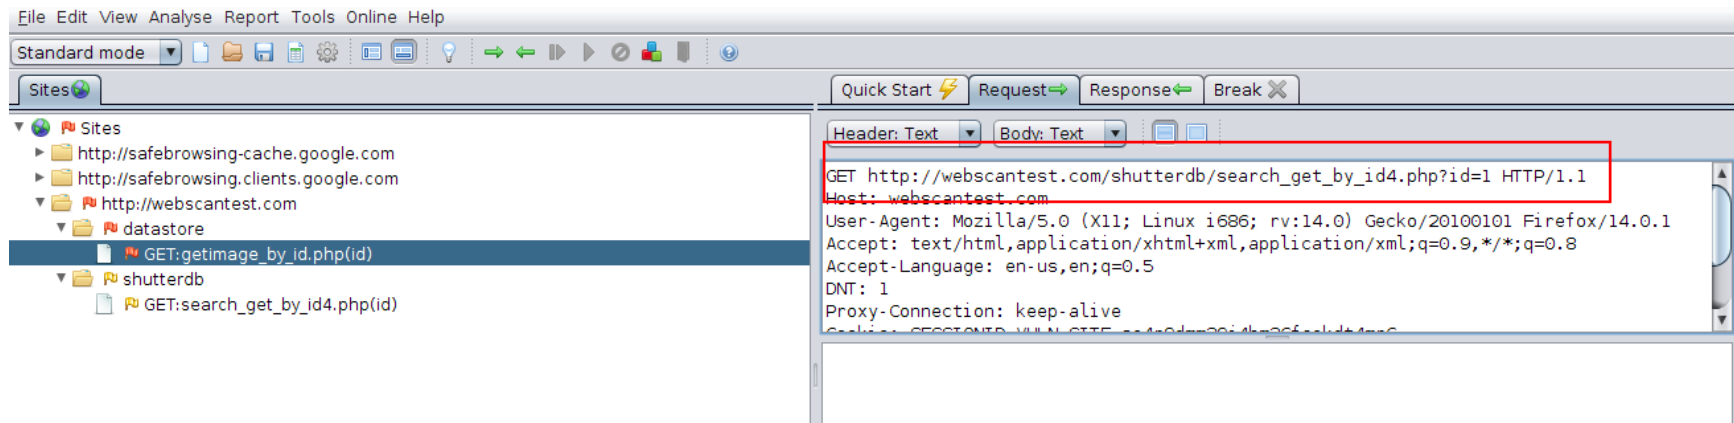 File Edit View Analyse Report Tools Online Help
Standard mode
Sites
Quick Start Request Response Break
Sites
http://safebrowsing-cache.google.com
http://safebrowsing.clients.google.com
http://webscantest.com
datastore
GET:getimage_by_id.php(id)
shutterdb
GET:search_get_by_id4.php(id)
Header: Text Body: Text
GET http://webscantest.com/shutterdb/search_get_by_id4.php?id=1 HTTP/1.1
Host: webscantest.com
User-Agent: Mozilla/5.0 (X11; Linux i686; rv:14.0) Gecko/20100101 Firefox/14.0.1
Accept: text/html,application/xhtml+xml,application/xml;q=0.9,*/*;q=0.8
Accept-Language: en-us,en;q=0.5
DNT: 1
Proxy-Connection: keep-alive